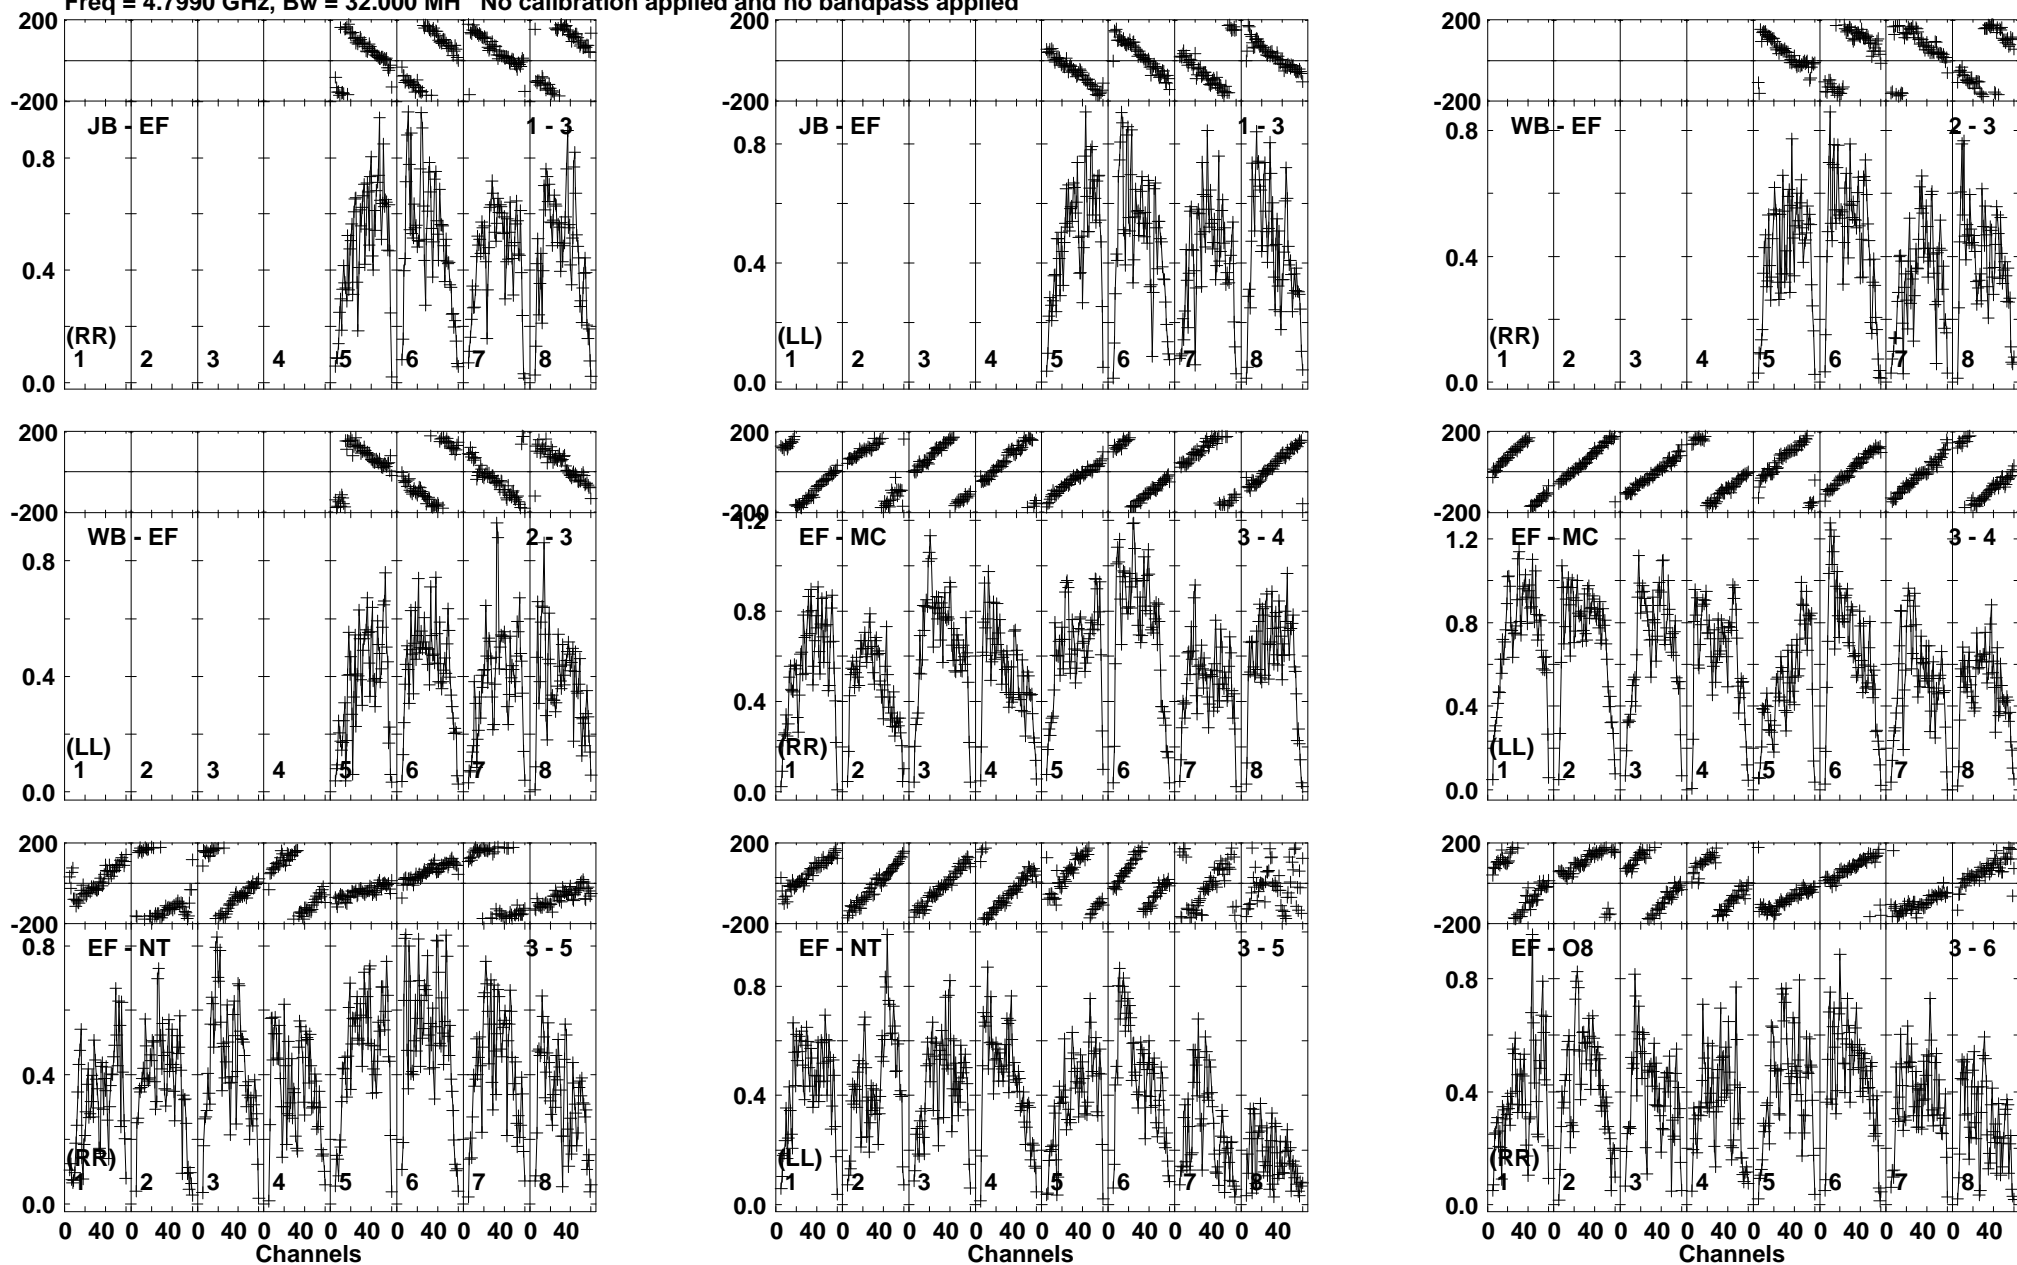 Freq = 4.7990 GHz, Bw = 32.000 MH No calibration applied and no bandpass applied
200 200 200
-200 -200 -200
JB - EF 1 - 3 JB - EF 1 - 3 WB - EF 2 - 3
0.8 0.8 0.8
0.4 0.4 0.4
(RR) (LL) (RR)
1 2 3 4 5 6 7 8 1 2 3 4 5 6 7 8 1 2 3 4 5 6 7 8
0.0 0.0 0.0
200 200 200
-200 -200 -200
1.2
WB - EF 2 - 3 EF - MC 3 - 4 EF - MC 3 - 4
1.2
0.8 0.8 0.8
0.4 0.4 0.4
(LL) (RR) (LL)
1 2 3 4 5 6 7 8 1 2 3 4 5 6 7 8 1 2 3 4 5 6 7 8
0.0 0.0 0.0
200 200 200
-200 -200 -200
EF - NT 3 - 5 EF - NT 3 - 5 EF - O8 3 - 6
0.8 0.8 0.8
0.4 0.4 0.4
(RR) (LL) (RR)
1 2 3 4 5 6 7 8 1 2 3 4 5 6 7 8 1 2 3 4 5 6 7 8
0.0 0.0 0.0
0 40 0 40 0 40 0 40 0 40 0 40 0 40 0 40 0 40 0 40 0 40 0 40 0 40 0 40 0 40 0 40 0 40 0 40 0 40 0 40 0 40 0 40 0 40 0 40
Channels Channels Channels